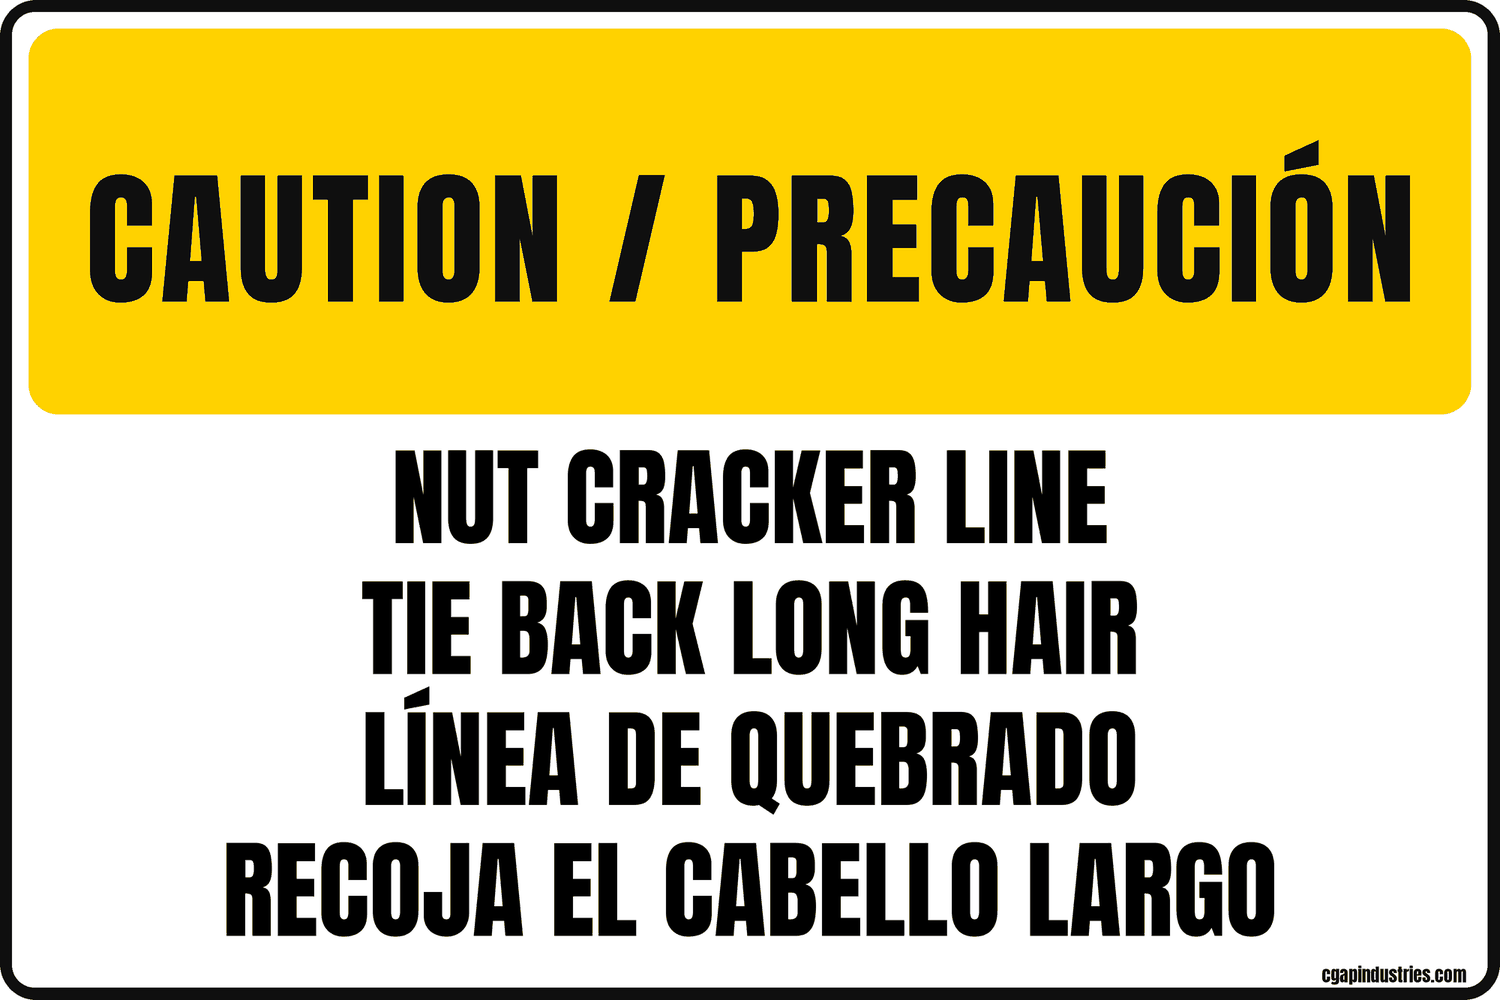 CAUTION / PRECAUCIÓN
NUT CRACKER LINE
TIE BACK LONG HAIR
LÍNEA DE QUEBRADO
RECOJA EL CABELLO LARGO
cgapindustries.com